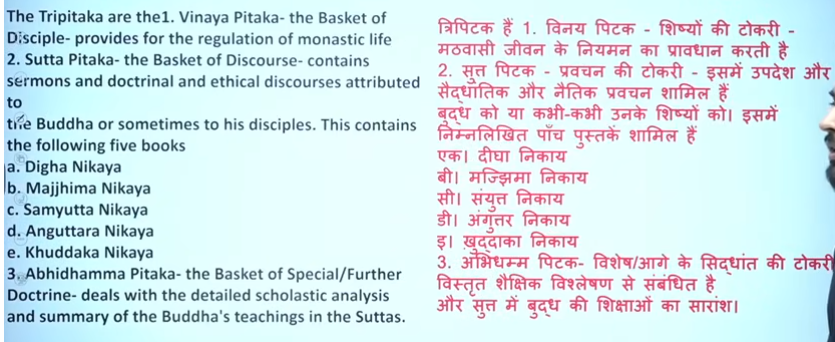 The Tripitaka are the1. Vinaya Pitaka- the Basket of
Disciple- provides for the regulation of monastic life
2. Sutta Pitaka- the Basket of Discourse- contains
sermons and doctrinal and ethical discourses attributed
to
the Buddha or sometimes to his disciples. This contains
the following five books
a. Digha Nikaya
b. Majjhima Nikaya
c. Samyutta Nikaya
d. Anguttara Nikaya
e. Khuddaka Nikaya
3. Abhidhamma Pitaka- the Basket of Special/Further
Doctrine- deals with the detailed scholastic analysis
and summary of the Buddha's teachings in the Suttas.
त्रिपिटक हैं 1. विनय पिटक - शिष्यों की टोकरी -
मठवासी जीवन के नियमन का प्रावधान करती है
2. सुत्त पिटक - प्रवचन की टोकरी - इसमें उपदेश और
सैद्धांतिक और नैतिक प्रवचन शामिल हैं
बुद्ध को या कभी-कभी उनके शिष्यों को। इसमें
निम्नलिखित पाँच पुस्तकें शामिल हैं
एक। दीघा निकाय
बी। मज्झिमा निकाय
सी। संयुत्त निकाय
डी। अंगुत्तर निकाय
इ। खुद्दाका निकाय
3. अभिधम्म पिटक- विशेष/आगे के सिद्धांत की टोकरी
विस्तृत शैक्षिक विश्लेषण से संबंधित है
और सुत्त में बुद्ध की शिक्षाओं का सारांश।